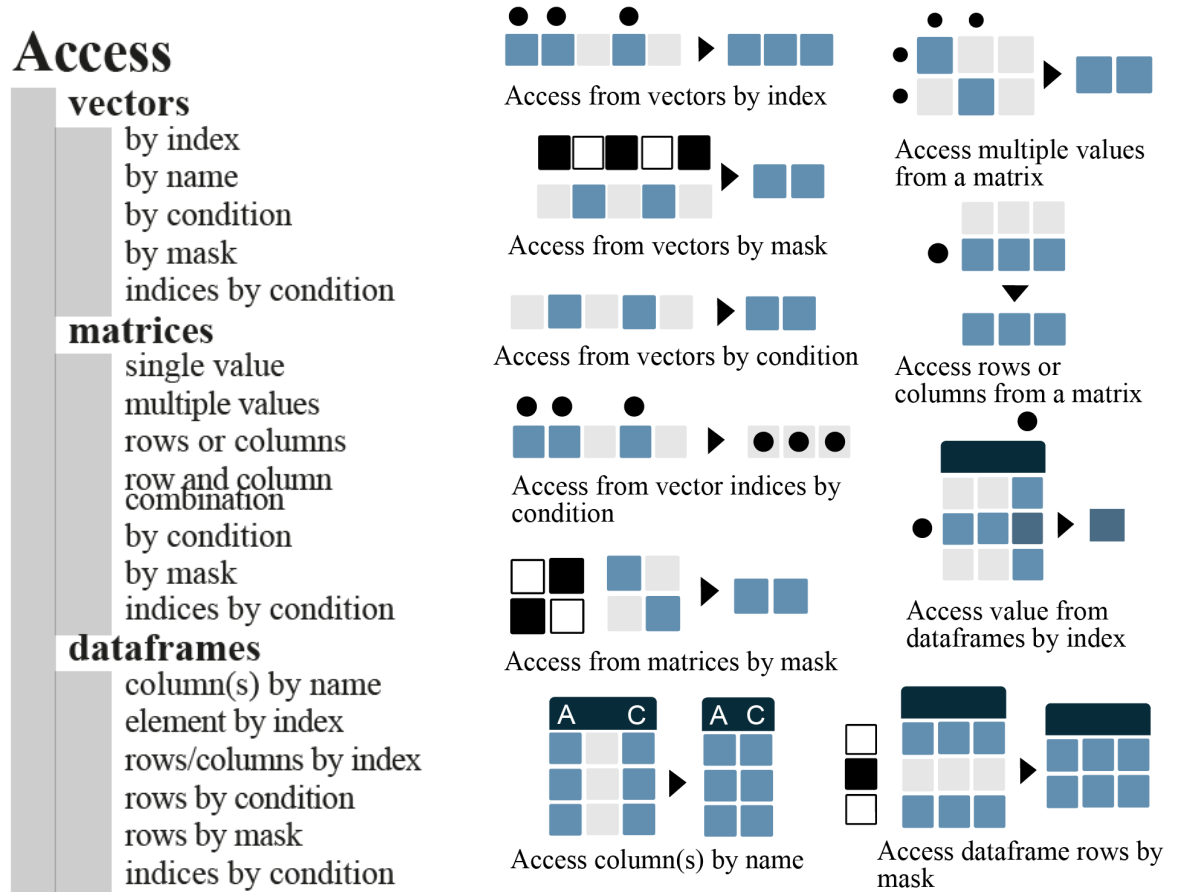 Access
vectors
by index
by name
by condition
by mask
indices by condition
matrices
single value
multiple values
rows or columns
row and column
combination
by condition
by mask
indices by condition
dataframes
column(s) by name
element by index
rows/columns by index
rows by condition
rows by mask
indices by condition
Access from vectors by index
Access from vectors by mask
Access from vectors by condition
Access from vector indices by
condition
Access from matrices by mask
A C A C
Access column(s) by name
Access multiple values
from a matrix
Access rows or
columns from a matrix
Access value from
dataframes by index
Access dataframe rows by
mask